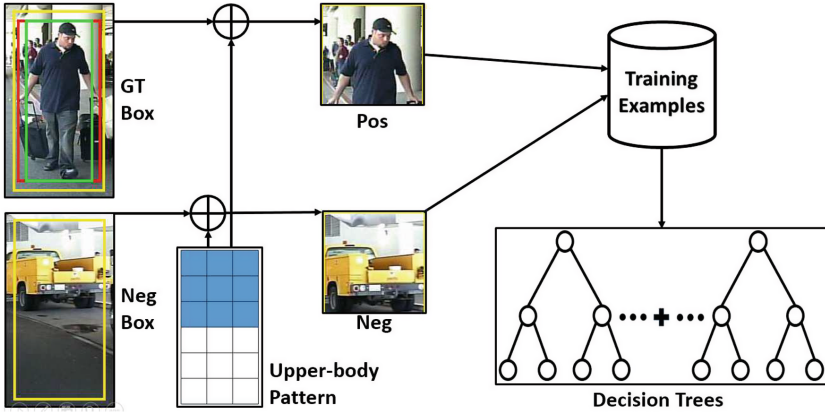 GT
Box
Pos
Training
Examples
Neg
Box
Neg
Upper-body
Pattern
Decision Trees